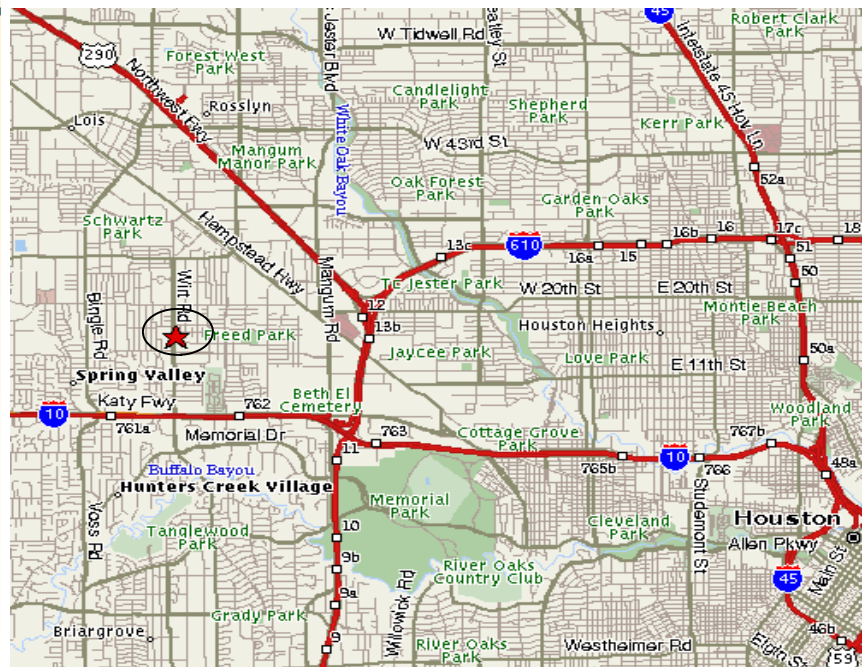 45
Robert Clark
Park
W Tidwell Rd
290
Forest West
Park
Northwest Fwy
Rosslyn
Lois
Candlelight
Park
Shepherd
Park
Interstate 45 Hov Ln
Kerr Park
White Oak Bayou
W 43rd St
Mangum
Manor Park
52a
Oak Forest
Park
Garden Oaks
Park
Schwartz
Park
Hampstead Hwy
13c
610
16a
15
16b
16
17c
18
51
50
Mangum Rd
Tc Jester Park
W 20th St
E 20th St
Montie Beach
Park
12
13b
Bingle Rd
Freed Park
Houston Heights
Jaycee Park
Love Park
E 11th St
50a
Spring Valley
Beth El
Cemetery
Woodland
Park
10
Katy Fwy
762
761a
Memorial Dr
763
Cottage Grove
Park
767b
11
765b
10
766
48a
Buffalo Bayou
Hunters Creek Village
Memorial
Park
Studemont St
Voss Rd
Tanglewood
Park
10
Cleveland
Park
Houston
Allen Pkwy
9b
River Oaks
Country Club
9a
Willowick Rd
45
Main St
Grady Park
Briargrove
9
River Oaks
Park
Westheimer Rd
46b
Elgin St
59